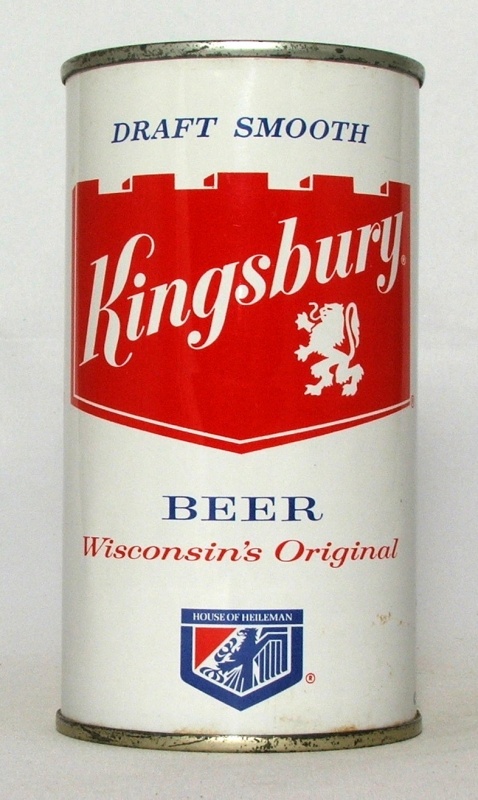 DRAFT SMOOTH
Kingsbury®
BEER
Wisconsin's Original
HOUSE OF HEILEMAN
®